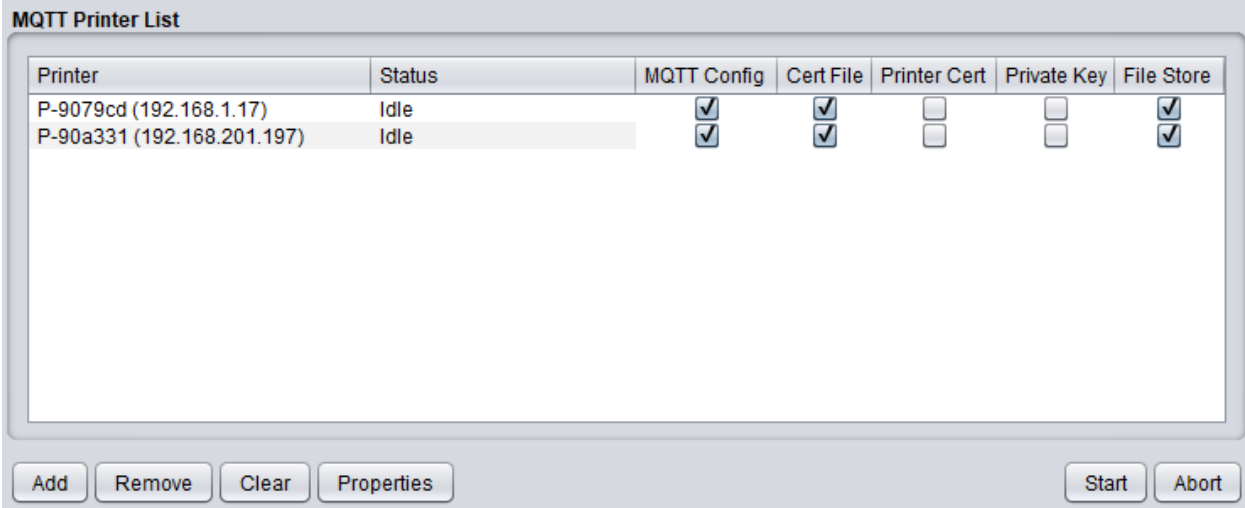 MQTT Printer List
Printer Status MQTT Config Cert File Printer Cert Private Key File Store
P-9079cd (192.168.1.17) Idle
P-90a331 (192.168.201.197) Idle
Add Remove Clear Properties Start Abort